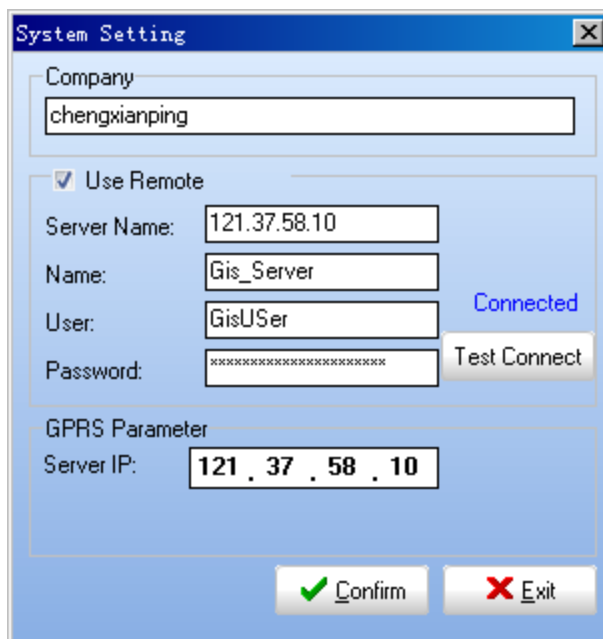 System Setting
Company
chengxianping
Use Remote
Server Name: 121.37.58.10
Name: Gis_Server
User: GisUSer
Connected
Password: **********************
Test Connect
GPRS Parameter
Server IP: 121 . 37 . 58 . 10
Confirm Exit